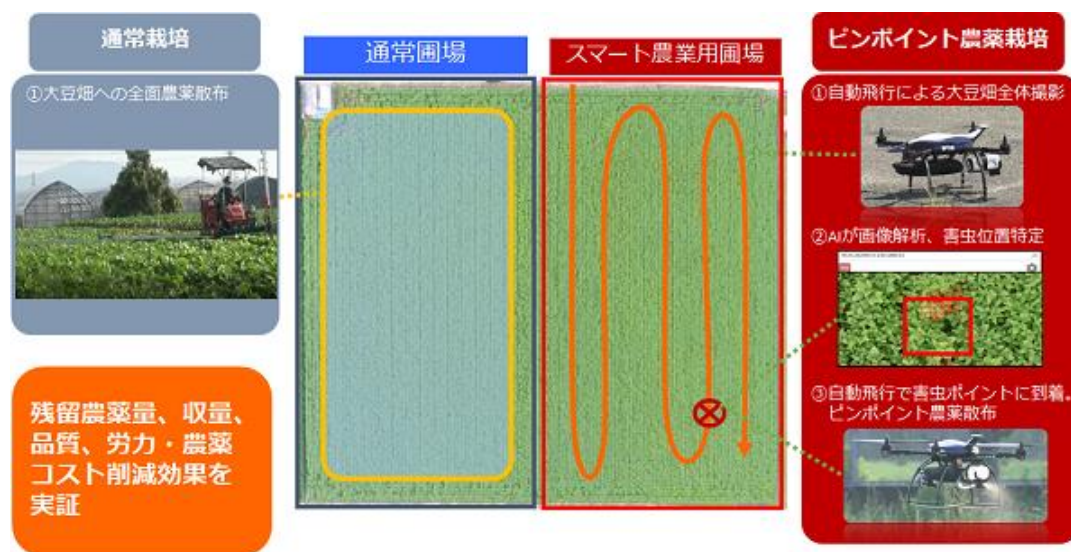 通常栽培
①大豆畑への全面農薬散布
残留農薬量、収量、
品質、労力・農薬
コスト削減効果を
実証
通常圃場
スマート農業用圃場
ピンポイント農薬栽培
①自動飛行による大豆畑全体撮影
②AIが画像解析、害虫位置特定
③自動飛行で害虫ポイントに到着。
ピンポイント農薬散布